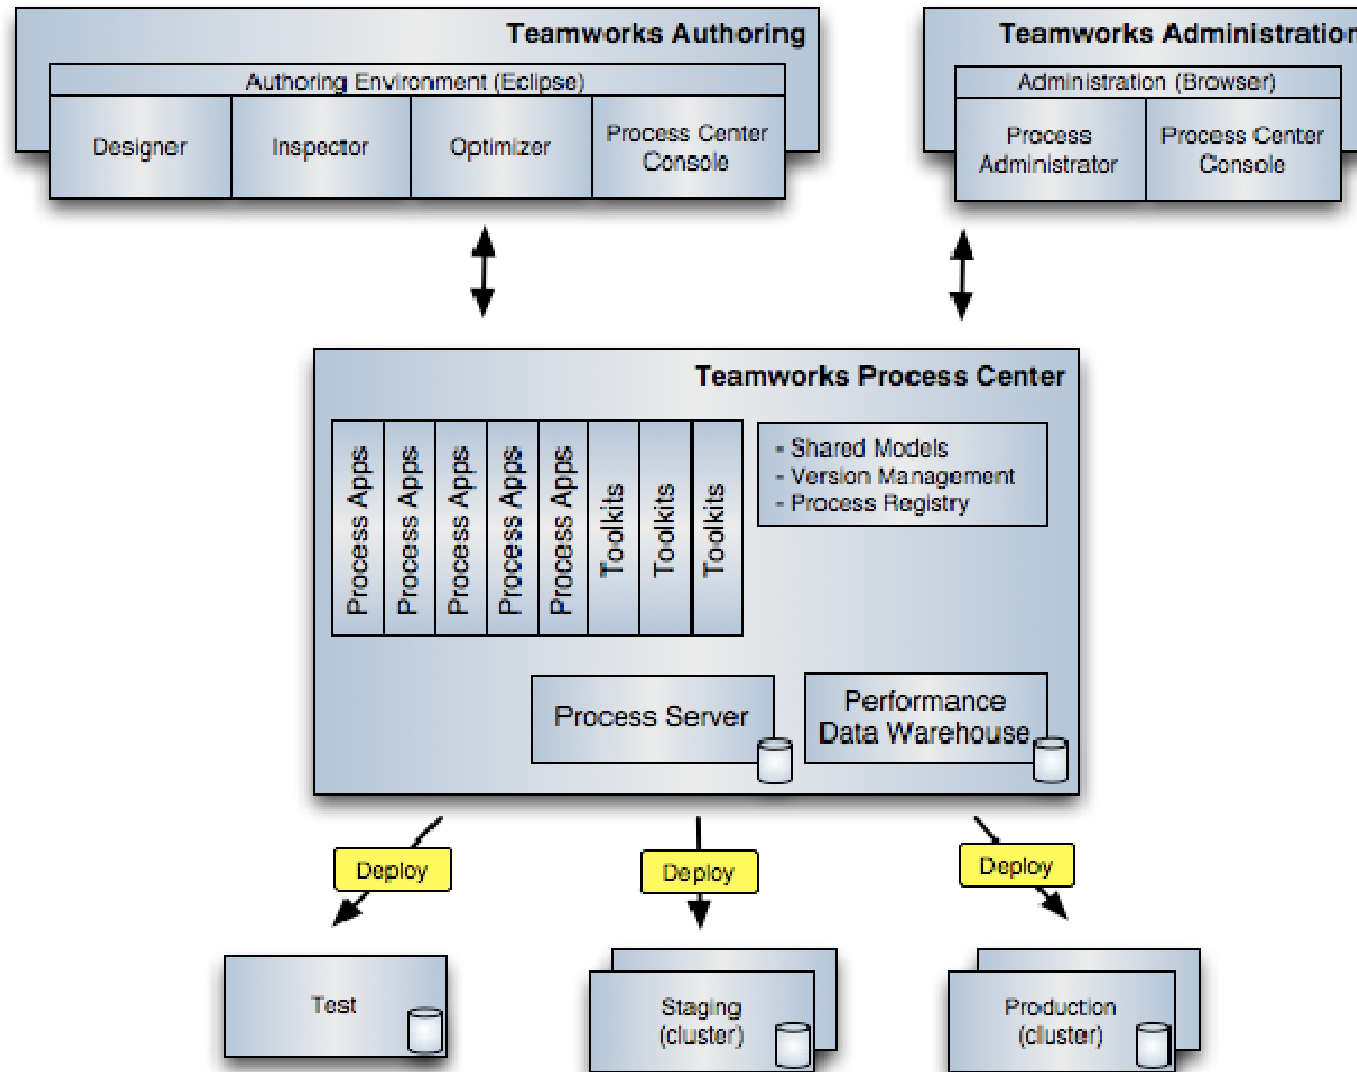 Teamworks Authoring
Authoring Environment (Eclipse)
Designer
Inspector
Optimizer
Process Center
Console
Teamworks Administration
Administration (Browser)
Process
Administrator
Process Center
Console
Teamworks Process Center
Process Apps
Process Apps
Process Apps
Process Apps
Process Apps
Toolkits
Toolkits
Toolkits
- Shared Models
- Version Management
- Process Registry
Process Server
Performance
Data Warehouse
Deploy
Deploy
Deploy
Test
Staging
(cluster)
Production
(cluster)